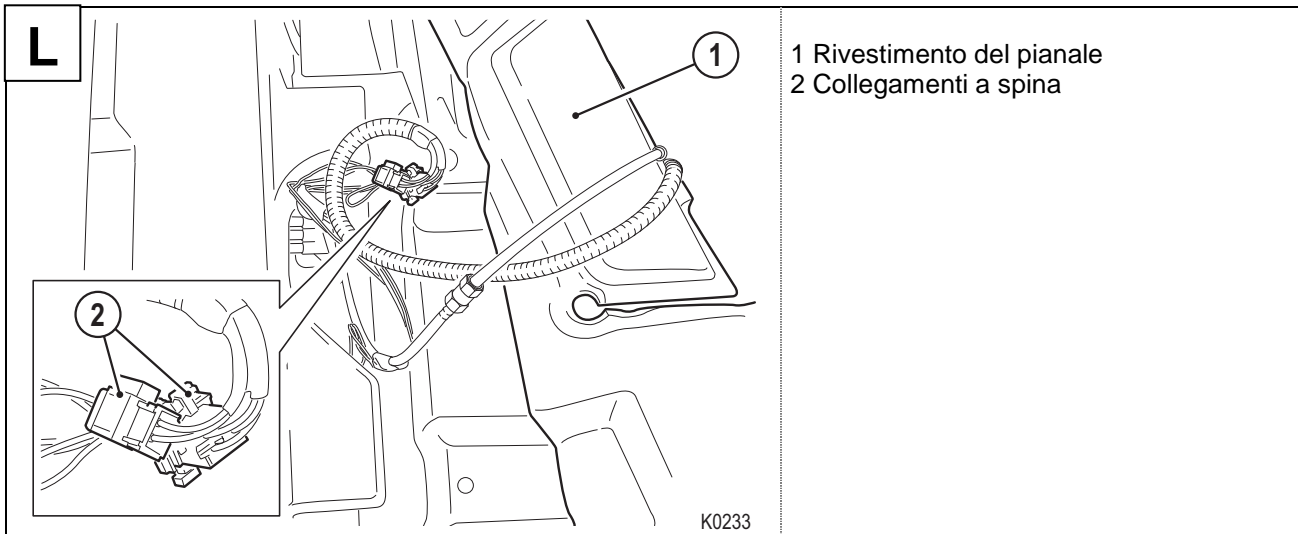 L
1
1 Rivestimento del pianale
2 Collegamenti a spina
2
K0233